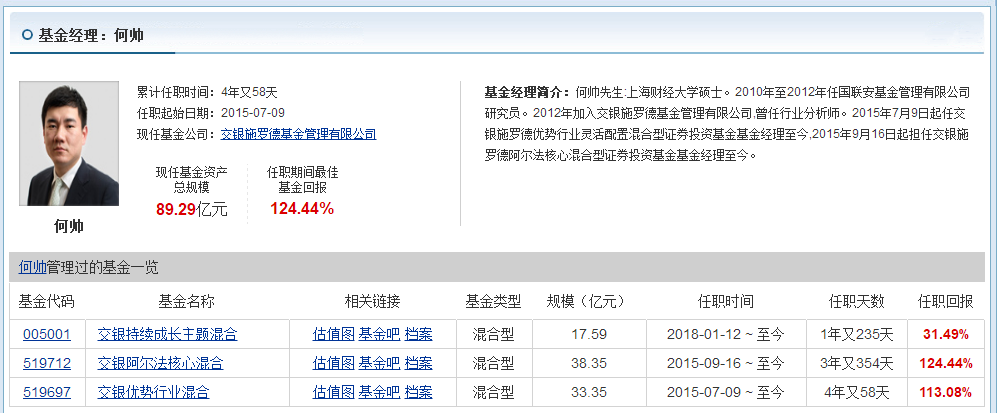 基金经理：何帅
累计任职时间：4年又58天
任职起始日期：2015-07-09
现任基金公司：交银施罗德基金管理有限公司
现任基金资产
总规模
89.29亿元
任职期间最佳
基金回报
124.44%
何帅
基金经理简介：何帅先生:上海财经大学硕士。2010年至2012年任国联安基金管理有限公司
研究员。2012年加入交银施罗德基金管理有限公司,曾任行业分析师。2015年7月9日起任交
银施罗德优势行业灵活配置混合型证券投资基金基金经理至今,2015年9月16日起担任交银施
罗德阿尔法核心混合型证券投资基金基金经理至今。
何帅管理过的基金一览
基金代码 基金名称 相关链接 基金类型 规模（亿元） 任职时间 任职天数 任职回报
005001 交银持续成长主题混合 估值图 基金吧 档案 混合型 17.59 2018-01-12 ~ 至今 1年又235天 31.49%
519712 交银阿尔法核心混合 估值图 基金吧 档案 混合型 38.35 2015-09-16 ~ 至今 3年又354天 124.44%
519697 交银优势行业混合 估值图 基金吧 档案 混合型 33.35 2015-07-09 ~ 至今 4年又58天 113.08%